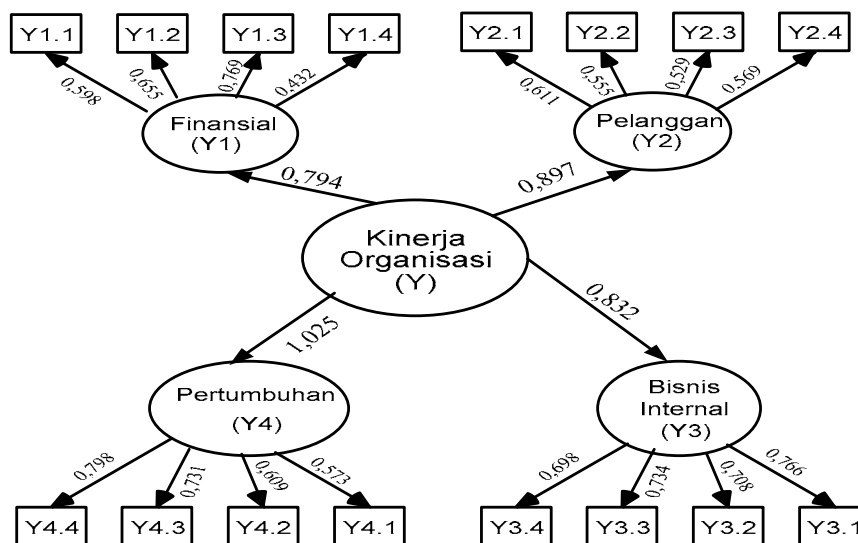 Y1.1 Y1.2 Y1.3 Y1.4
Y2.1 Y2.2 Y2.3 Y2.4
0,598 0,655 0,769 0,432
0,611 0,555 0,529 0,569
Finansial
(Y1)
Pelanggan
(Y2)
0,794 0,897
Kinerja
Organisasi
(Y)
1,025 0,832
Pertumbuhan
(Y4)
Bisnis
Internal
(Y3)
0,798 0,731 0,609 0,573
0,698 0,734 0,708 0,766
Y4.4 Y4.3 Y4.2 Y4.1
Y3.4 Y3.3 Y3.2 Y3.1